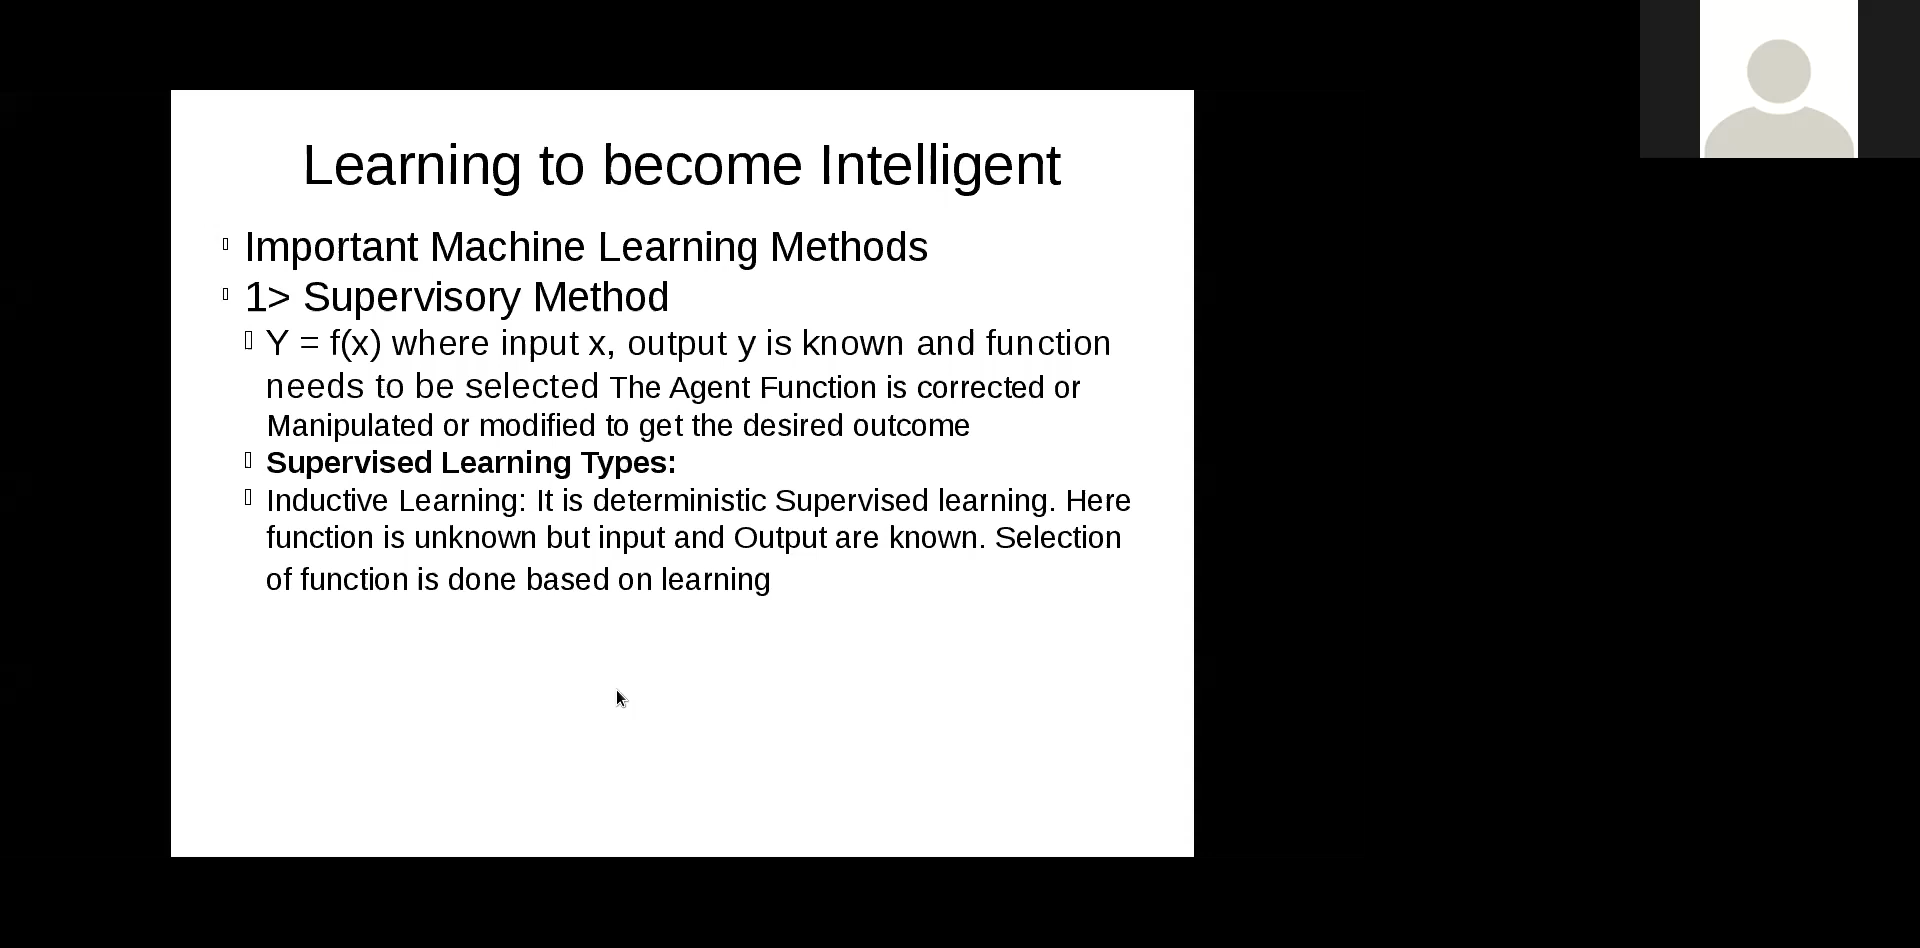 Learning to become Intelligent
Important Machine Learning Methods
1> Supervisory Method
Y = f(x) where input x, output y is known and function
needs to be selected The Agent Function is corrected or
Manipulated or modified to get the desired outcome
Supervised Learning Types:
Inductive Learning: It is deterministic Supervised learning. Here
function is unknown but input and Output are known. Selection
of function is done based on learning